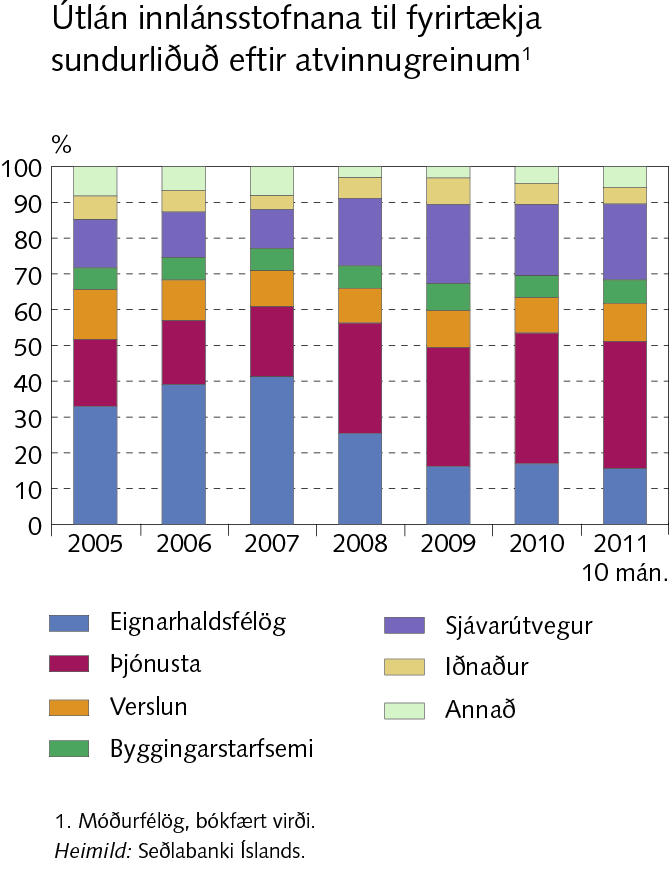 Útlán innlánsstofnana til fyrirtækja
sundurliðuð eftir atvinnugreinum1
%
100
90
80
70
60
50
40
30
20
10
0
2005 2006 2007 2008 2009 2010 2011
10 mán.
Eignarhaldsfélög
Þjónusta
Verslun
Byggingarstarfsemi
Sjávarútvegur
Iðnaður
Annað
1. Móðurfélög, bókfært virði.
Heimild: Seðlabanki Íslands.